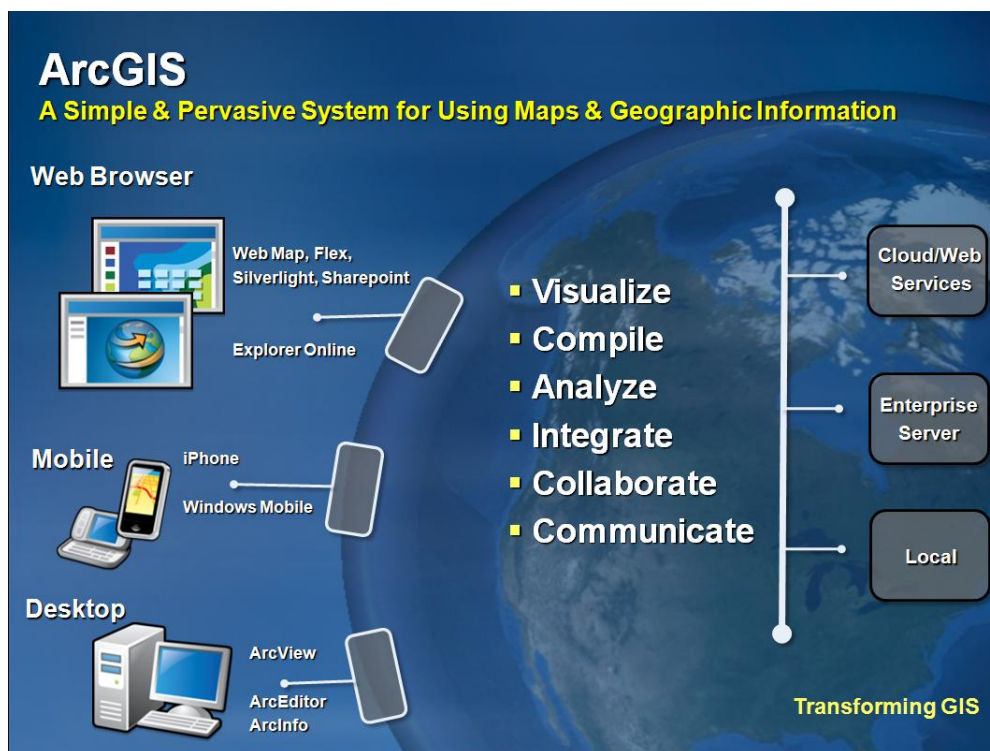 ArcGIS
A Simple & Pervasive System for Using Maps & Geographic Information
Web Browser
Web Map, Flex,
Silverlight, Sharepoint
Explorer Online
Mobile
iPhone
Windows Mobile
Desktop
ArcView
ArcEditor
ArcInfo
▪ Visualize
▪ Compile
▪ Analyze
▪ Integrate
▪ Collaborate
▪ Communicate
Cloud/Web
Services
Enterprise
Server
Local
Transforming GIS